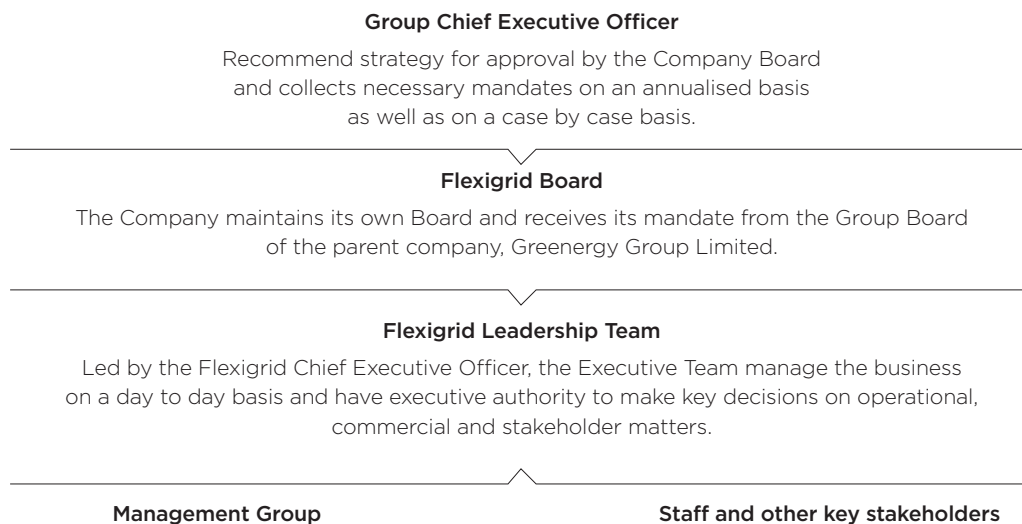 Group Chief Executive Officer
Recommend strategy for approval by the Company Board
and collects necessary mandates on an annualised basis
as well as on a case by case basis.
Flexigrid Board
The Company maintains its own Board and receives its mandate from the Group Board
of the parent company, Greenergy Group Limited.
Flexigrid Leadership Team
Led by the Flexigrid Chief Executive Officer, the Executive Team manage the business
on a day to day basis and have executive authority to make key decisions on operational,
commercial and stakeholder matters.
Management Group
Staff and other key stakeholders